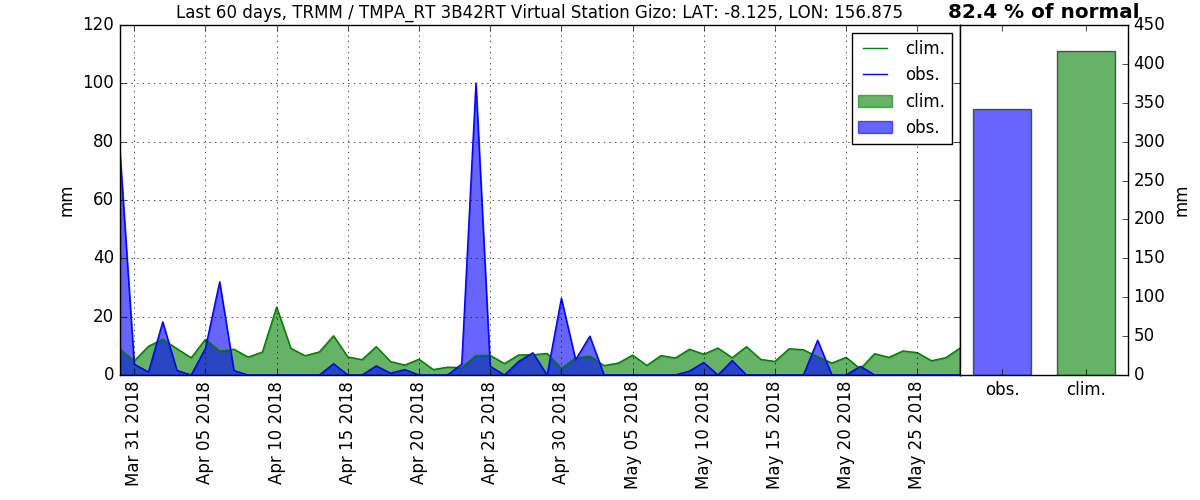 Last 60 days, TRMM / TMPA_RT 3B42RT Virtual Station Gizo: LAT: -8.125, LON: 156.875
82.4 % of normal
120
100
80
60
40
20
0
mm
clim.
obs.
clim.
obs.
Mar 31 2018
Apr 05 2018
Apr 10 2018
Apr 15 2018
Apr 20 2018
Apr 25 2018
Apr 30 2018
May 05 2018
May 10 2018
May 15 2018
May 20 2018
May 25 2018
450
400
350
300
250
200
150
100
50
0
mm
obs.
clim.